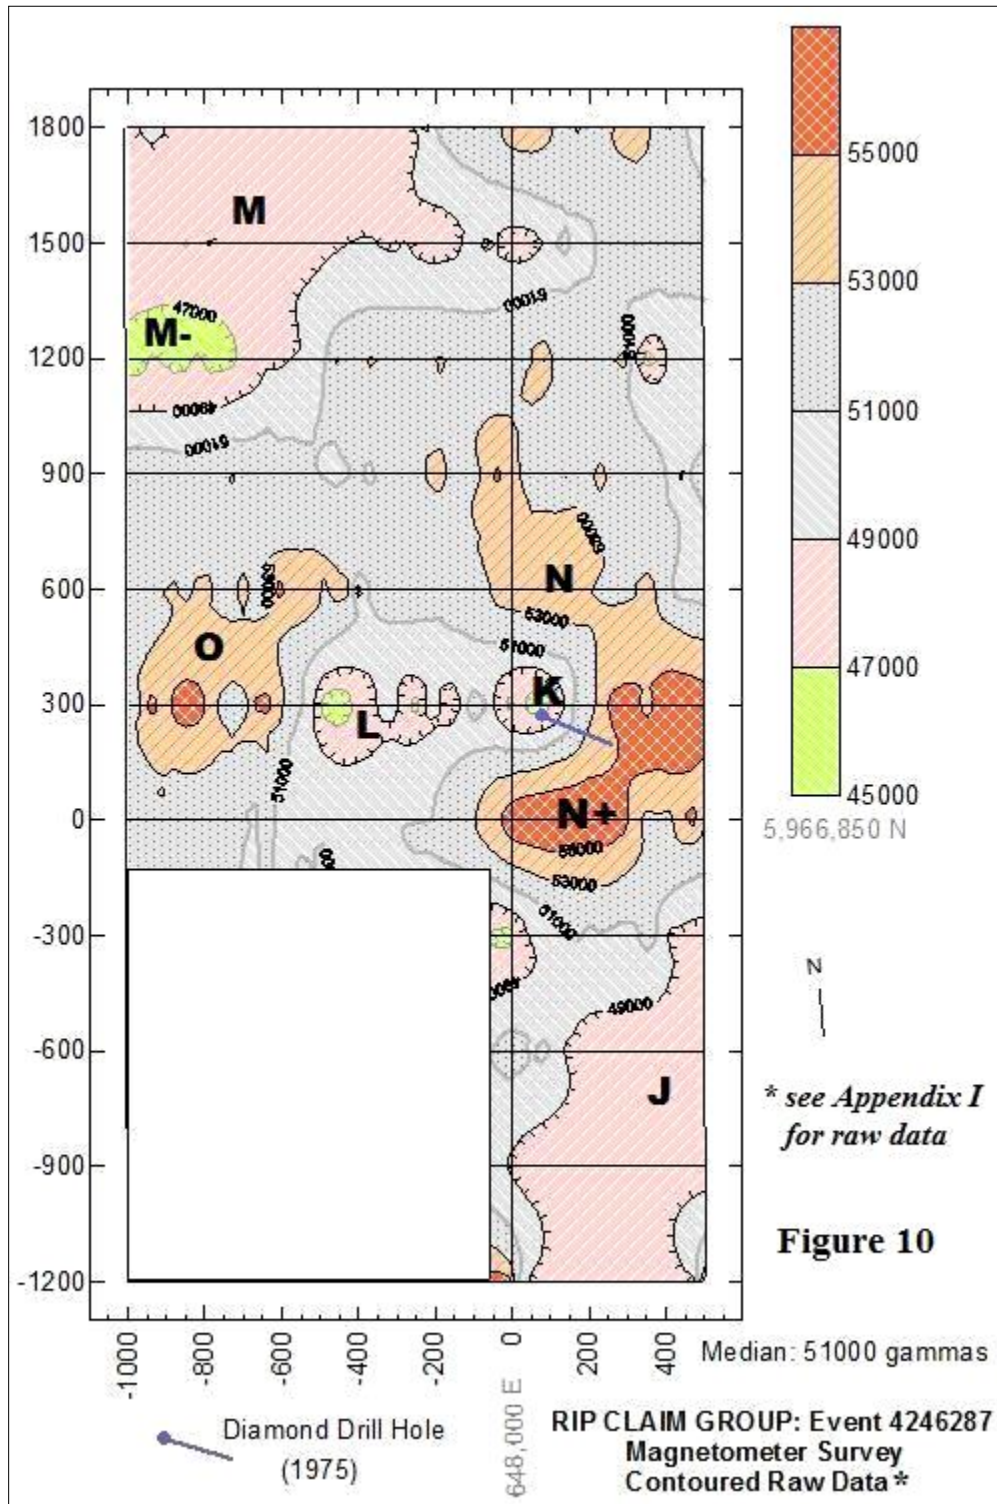 55000
53000
51000
49000
47000
45000
5,966,850 N
1800
1500
1200
900
600
300
0
-300
-600
-900
-1200
M
47000
M-
49000
51000
51000
51000
53000
53000
N
53000
51000
O
K
L
51000
N+
55000
53000
51000
49000
J
N
* see Appendix I
for raw data
Figure 10
-1000
-800
-600
-400
-200
0
200
400
648,000 E
Median: 51000 gammas
Diamond Drill Hole
(1975)
RIP CLAIM GROUP: Event 4246287
Magnetometer Survey
Contoured Raw Data *